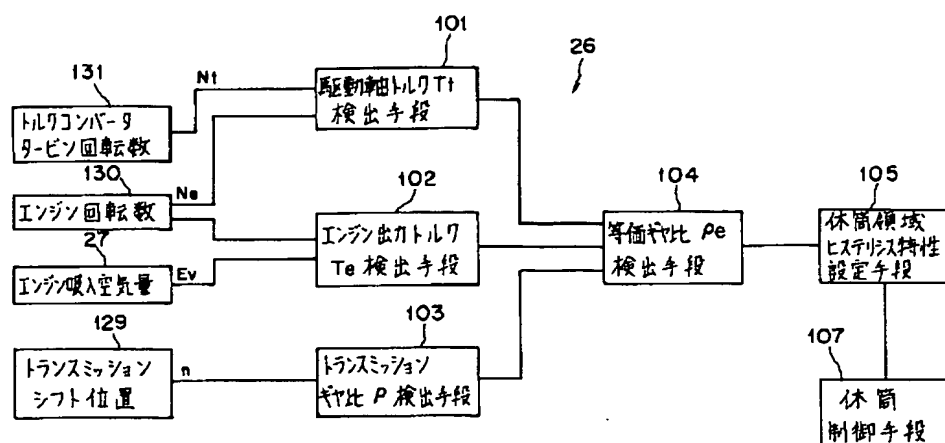 101
26
131
Nt
駆動軸トルクTt
検出手段
トルクコンバータ
タービン回転数
130
Ne
102
104
105
エンジン回転数
エンジン出力トルク
Te 検出手段
等価ギヤ比 ρe
検出手段
休筒領域
ヒステリシス特性
設定手段
27
Ev
エンジン吸入空気量
129
103
107
トランスミッション
シフト位置
n
トランスミッション
ギヤ比 ρ 検出手段
休筒
制御手段